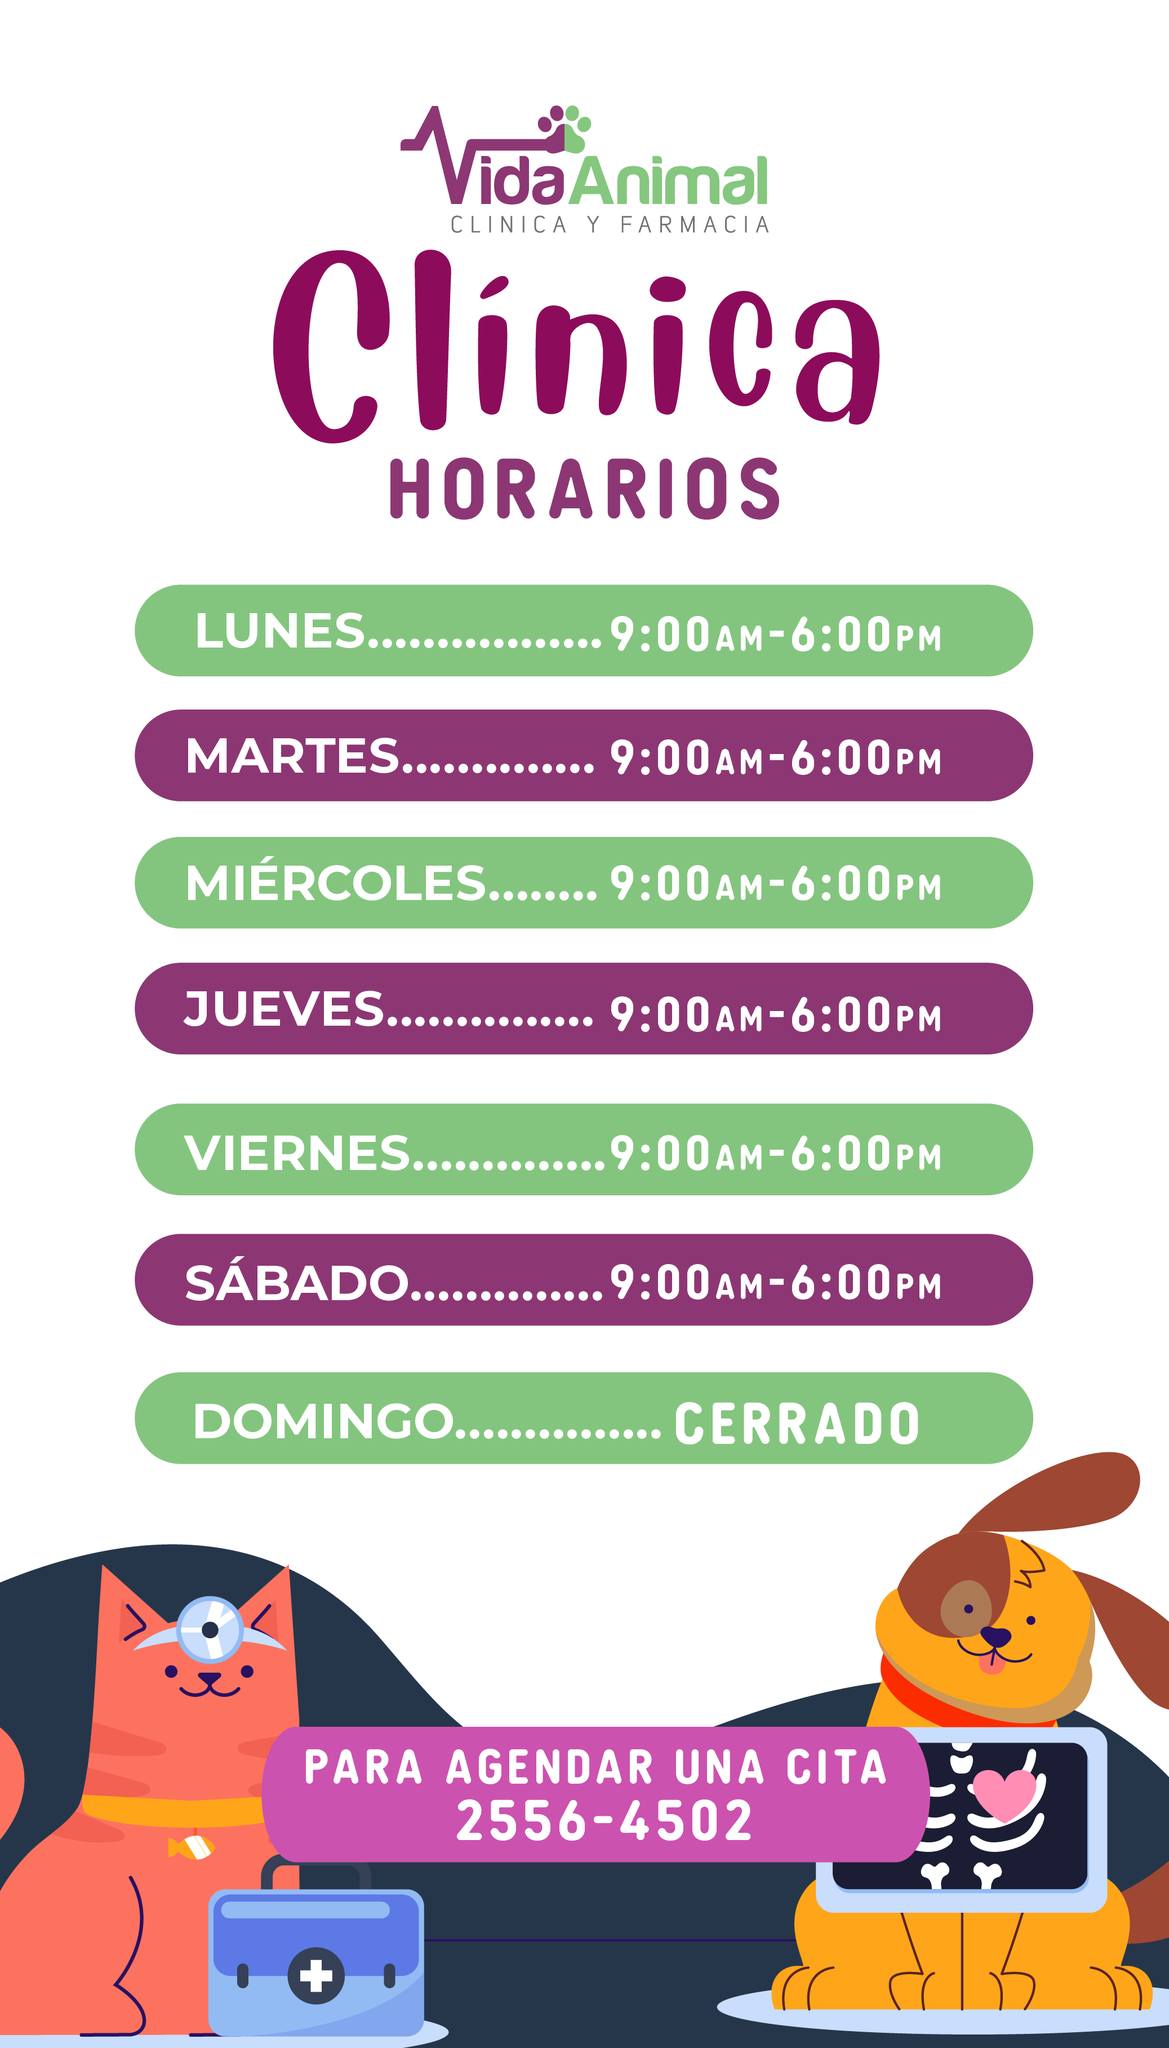 VidaAnimal
CLINICA Y FARMACIA
Clínica
HORARIOS
LUNES.................9:00AM-6:00PM
MARTES.............. 9:00AM-6:00PM
MIÉRCOLES........ 9:00AM-6:00PM
JUEVES............... 9:00AM-6:00PM
VIERNES..............9:00AM-6:00PM
SÁBADO..............9:00AM-6:00PM
DOMINGO............... CERRADO
PARA AGENDAR UNA CITA
2556-4502